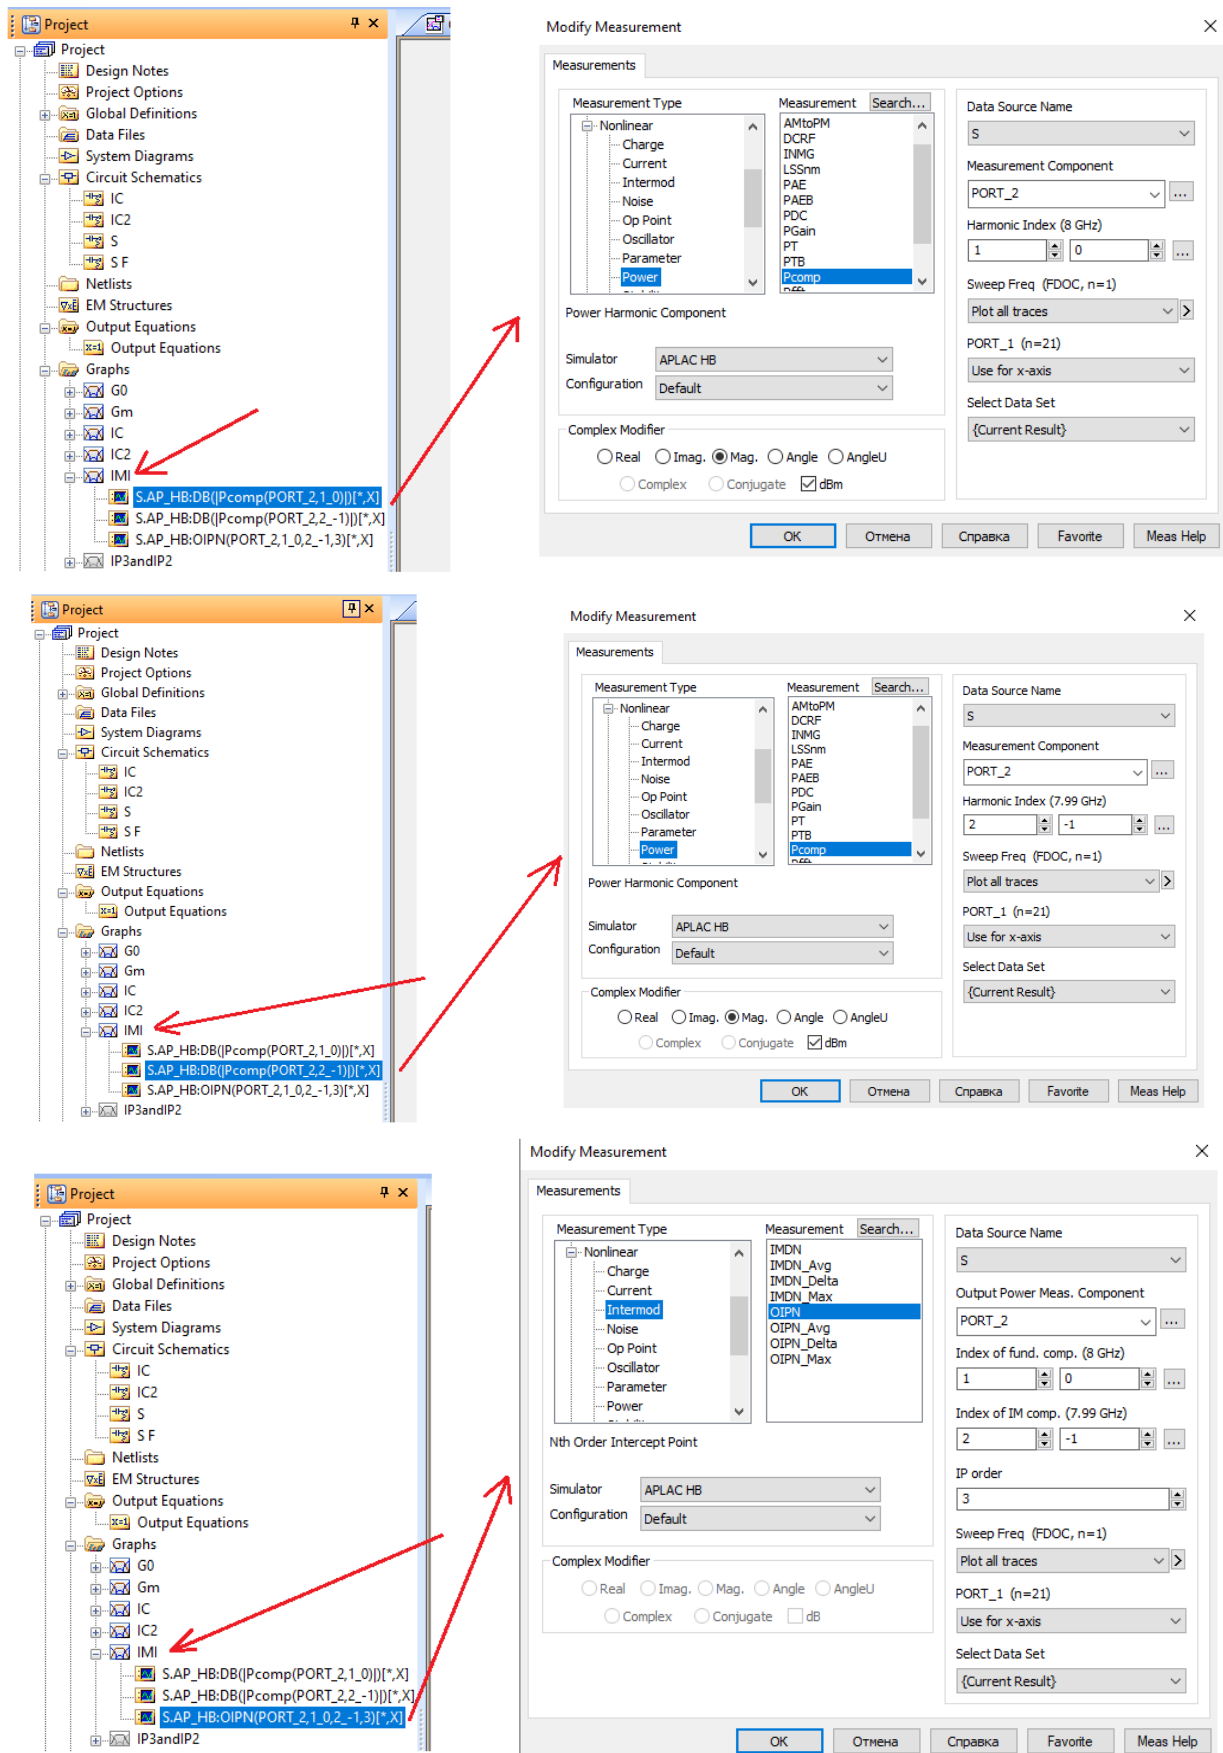 Project
Project
Design Notes
Project Options
Global Definitions
Data Files
System Diagrams
Circuit Schematics
IC
IC2
S
S F
Netlists
EM Structures
Output Equations
Output Equations
Graphs
G0
Gm
IC
IC2
IMI
S.AP_HB:DB(|Pcomp(PORT_2,1_0)|)[*,X]
S.AP_HB:DB(|Pcomp(PORT_2,2_-1)|)[*,X]
S.AP_HB:OIPN(PORT_2,1_0,2_-1,3)[*,X]
IP3andIP2
Modify Measurement
Measurements
Measurement Type
Nonlinear
Charge
Current
Intermod
Noise
Op Point
Oscillator
Parameter
Power
Measurement Search...
AMtoPM
DCRF
INMG
LSSnm
PAE
PAEB
PDC
PGain
PT
PTB
Pcomp
Power Harmonic Component
Simulator APLAC HB
Configuration Default
Complex Modifier
Real Imag. Mag. Angle AngleU
Complex Conjugate dBm
Data Source Name
S
Measurement Component
PORT_2 ...
Harmonic Index (8 GHz)
1 0 ...
Sweep Freq (FDOC, n=1)
Plot all traces >
PORT_1 (n=21)
Use for x-axis
Select Data Set
{Current Result}
OK Отмена Справка Favorite Meas Help
Project
Project
Design Notes
Project Options
Global Definitions
Data Files
System Diagrams
Circuit Schematics
IC
IC2
S
S F
Netlists
EM Structures
Output Equations
Output Equations
Graphs
G0
Gm
IC
IC2
IMI
S.AP_HB:DB(|Pcomp(PORT_2,1_0)|)[*,X]
S.AP_HB:DB(|Pcomp(PORT_2,2_-1)|)[*,X]
S.AP_HB:OIPN(PORT_2,1_0,2_-1,3)[*,X]
IP3andIP2
Modify Measurement
Measurements
Measurement Type
Nonlinear
Charge
Current
Intermod
Noise
Op Point
Oscillator
Parameter
Power
Measurement Search...
AMtoPM
DCRF
INMG
LSSnm
PAE
PAEB
PDC
PGain
PT
PTB
Pcomp
Power Harmonic Component
Simulator APLAC HB
Configuration Default
Complex Modifier
Real Imag. Mag. Angle AngleU
Complex Conjugate dBm
Data Source Name
S
Measurement Component
PORT_2 ...
Harmonic Index (7.99 GHz)
2 -1 ...
Sweep Freq (FDOC, n=1)
Plot all traces >
PORT_1 (n=21)
Use for x-axis
Select Data Set
{Current Result}
OK Отмена Справка Favorite Meas Help
Project
Project
Design Notes
Project Options
Global Definitions
Data Files
System Diagrams
Circuit Schematics
IC
IC2
S
S F
Netlists
EM Structures
Output Equations
Output Equations
Graphs
G0
Gm
IC
IC2
IMI
S.AP_HB:DB(|Pcomp(PORT_2,1_0)|)[*,X]
S.AP_HB:DB(|Pcomp(PORT_2,2_-1)|)[*,X]
S.AP_HB:OIPN(PORT_2,1_0,2_-1,3)[*,X]
IP3andIP2
Modify Measurement
Measurements
Measurement Type
Nonlinear
Charge
Current
Intermod
Noise
Op Point
Oscillator
Parameter
Power
Measurement Search...
IMDN
IMDN_Avg
IMDN_Delta
IMDN_Max
OIPN
OIPN_Avg
OIPN_Delta
OIPN_Max
Nth Order Intercept Point
Simulator APLAC HB
Configuration Default
Complex Modifier
Real Imag. Mag. Angle AngleU
Complex Conjugate dB
Data Source Name
S
Output Power Meas. Component
PORT_2 ...
Index of fund. comp. (8 GHz)
1 0 ...
Index of IM comp. (7.99 GHz)
2 -1 ...
IP order
3
Sweep Freq (FDOC, n=1)
Plot all traces >
PORT_1 (n=21)
Use for x-axis
Select Data Set
{Current Result}
OK Отмена Справка Favorite Meas Help